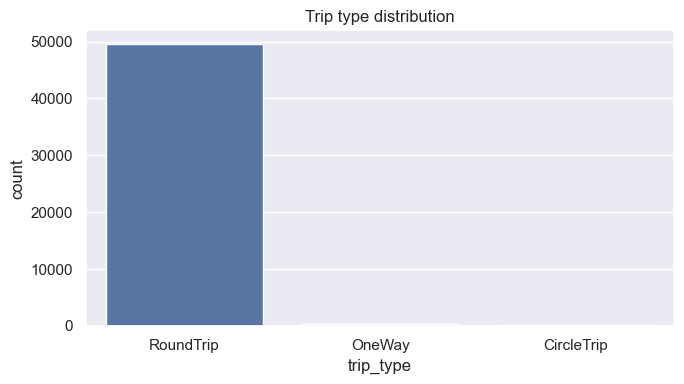 Trip type distribution
50000
40000
30000
20000
10000
0
count
RoundTrip
OneWay
CircleTrip
trip_type